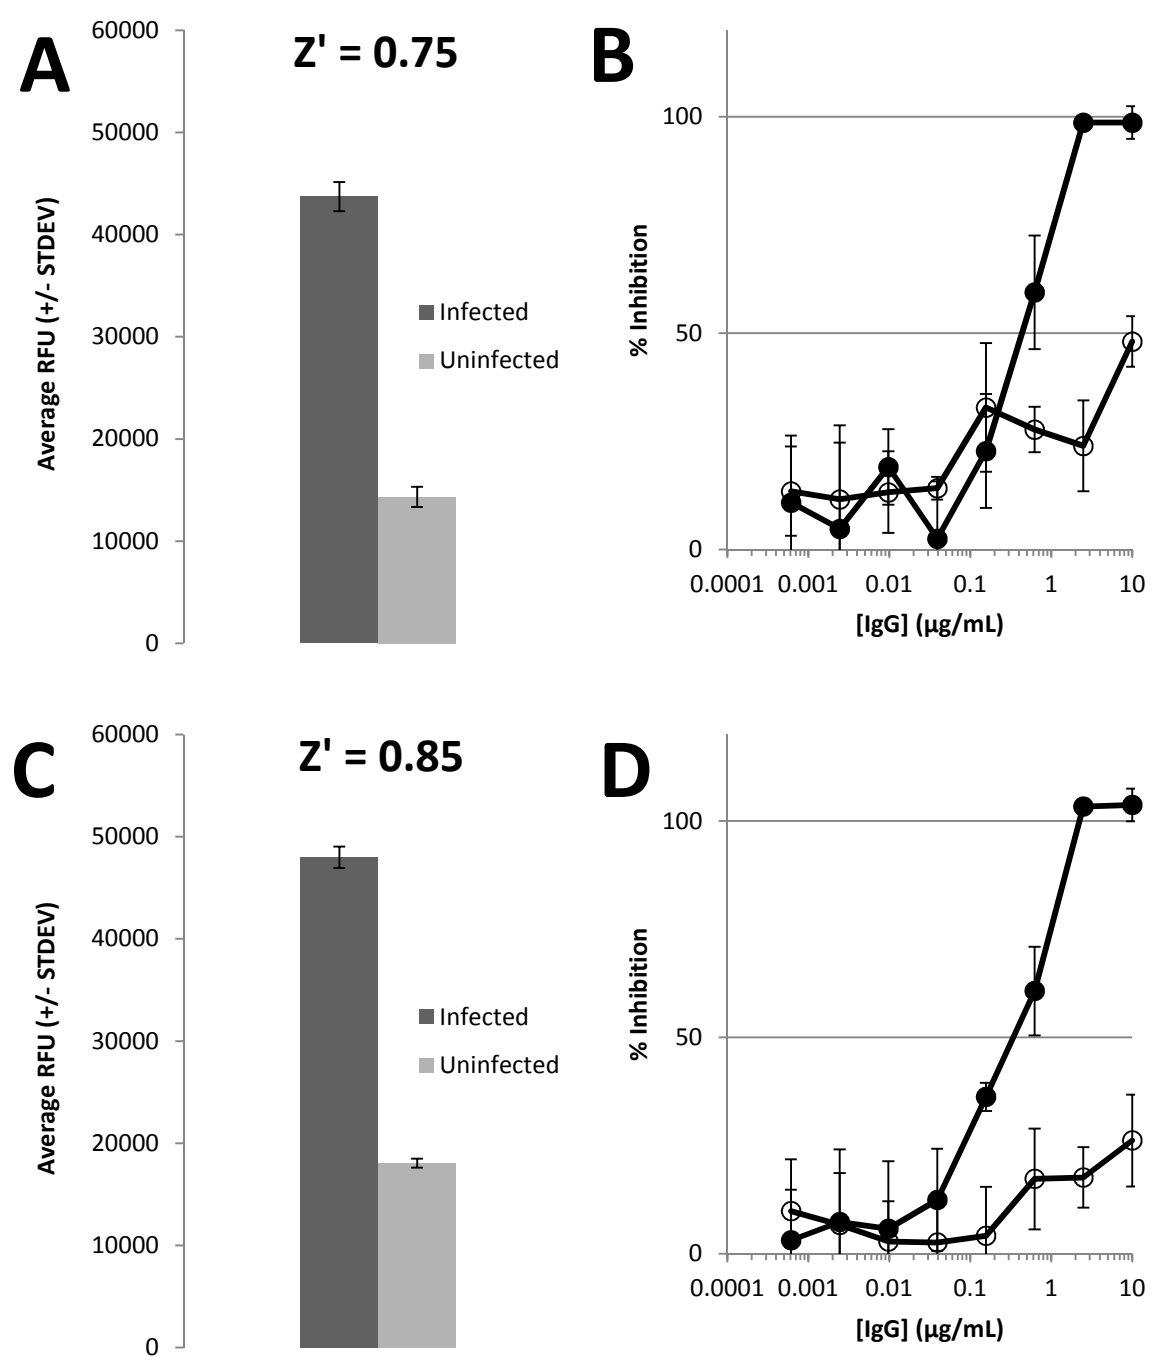 A
Z' = 0.75
60000
50000
40000
30000
20000
10000
0
Average RFU (+/- STDEV)
Infected
Uninfected
B
100
50
0
% Inhibition
0.0001
0.001
0.01
0.1
1
10
[IgG] (µg/mL)
C
Z' = 0.85
60000
50000
40000
30000
20000
10000
0
Average RFU (+/- STDEV)
Infected
Uninfected
D
100
50
0
% Inhibition
0.0001
0.001
0.01
0.1
1
10
[IgG] (µg/mL)